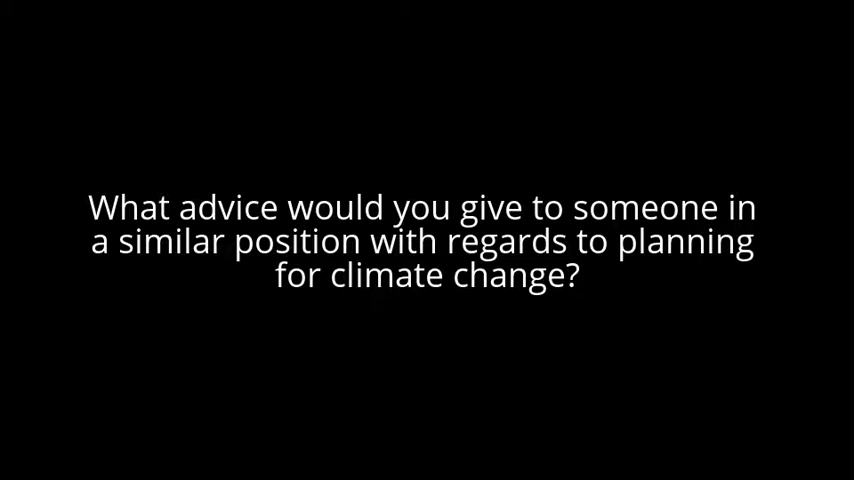 What advice would you give to someone in
a similar position with regards to planning
for climate change?